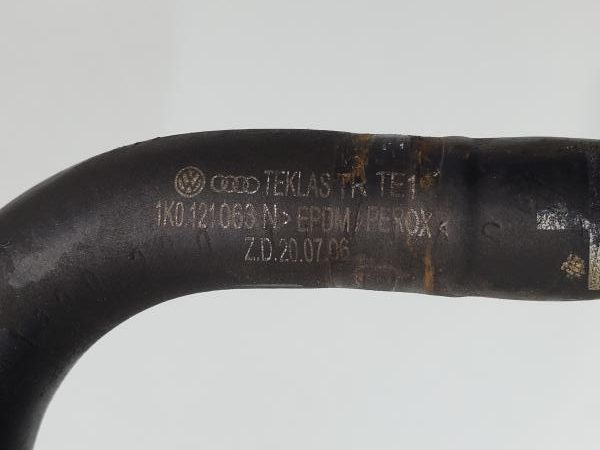 TEKLAS TR TE1
1K0.121.063 N >EPDM/PEROX<
Z.D.20.07.06